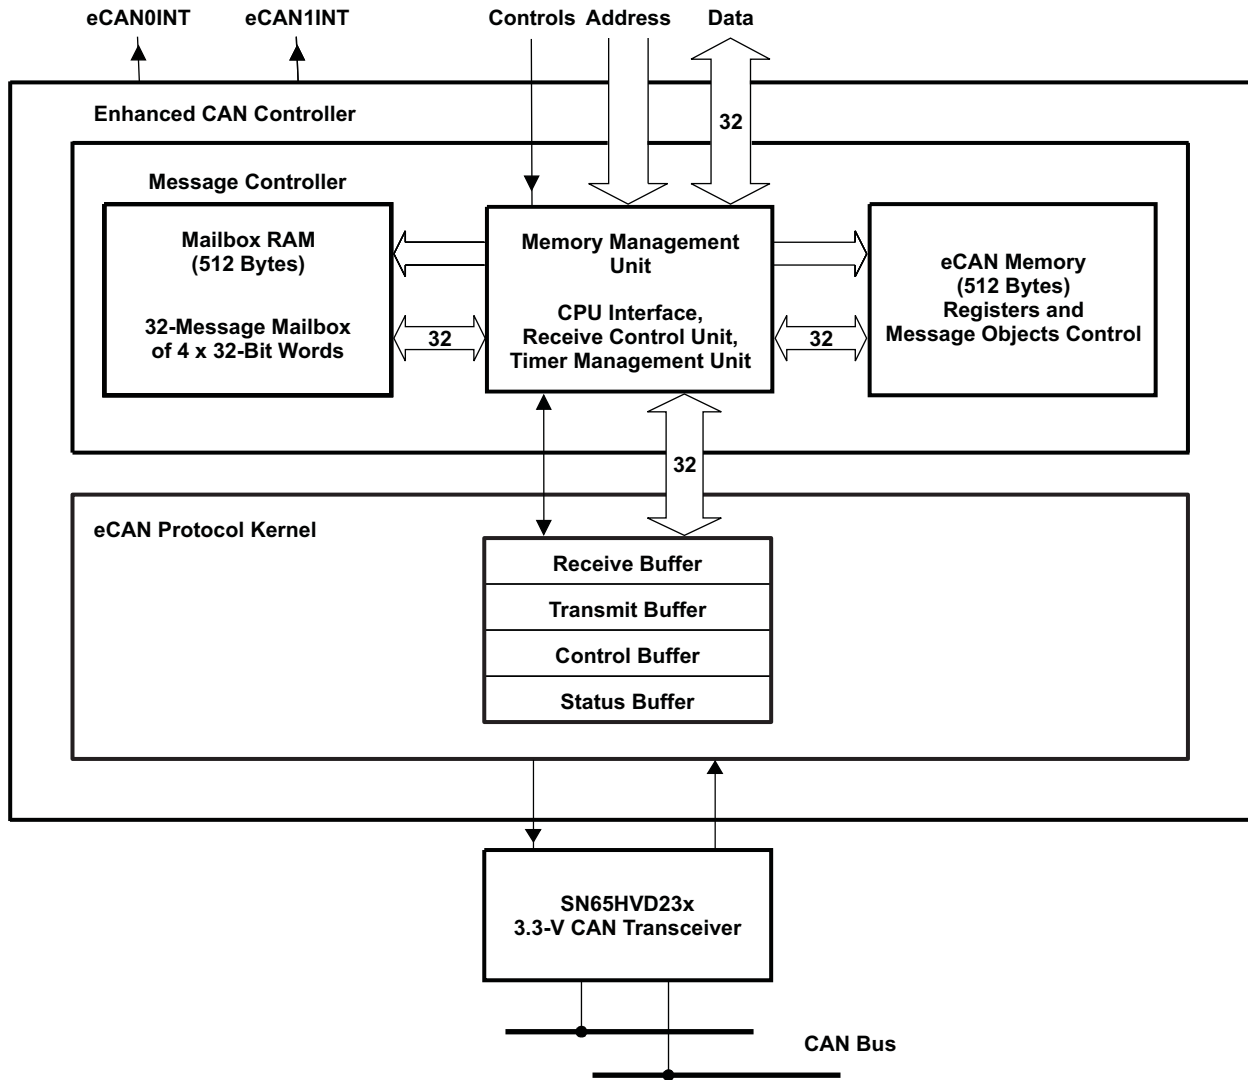 eCAN0INT
eCAN1INT
Controls
Address
Data
32
Enhanced CAN Controller
Message Controller
Mailbox RAM
(512 Bytes)
32-Message Mailbox
of 4 x 32-Bit Words
32
Memory Management
Unit
CPU Interface,
Receive Control Unit,
Timer Management Unit
32
eCAN Memory
(512 Bytes)
Registers and
Message Objects Control
32
eCAN Protocol Kernel
Receive Buffer
Transmit Buffer
Control Buffer
Status Buffer
SN65HVD23x
3.3-V CAN Transceiver
CAN Bus